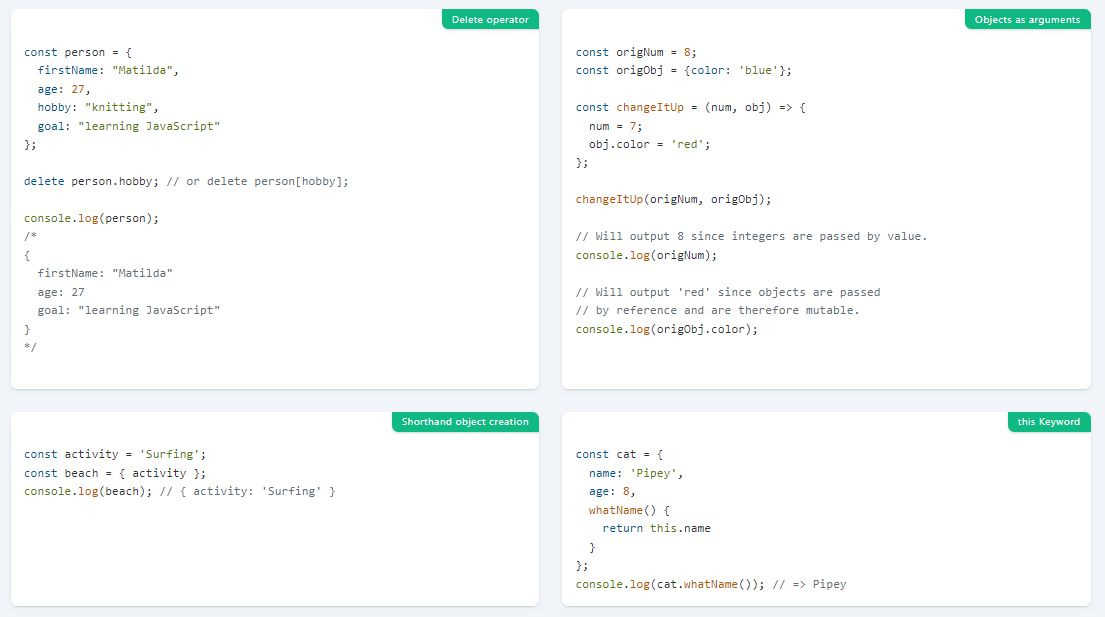 Delete operator
const person = {
  firstName: "Matilda",
  age: 27,
  hobby: "knitting",
  goal: "learning JavaScript"
};
delete person.hobby; // or delete person[hobby];
console.log(person);
/*
{
  firstName: "Matilda"
  age: 27
  goal: "learning JavaScript"
}
*/
Objects as arguments
const origNum = 8;
const origObj = {color: 'blue'};
const changeItUp = (num, obj) => {
  num = 7;
  obj.color = 'red';
};
changeItUp(origNum, origObj);
// Will output 8 since integers are passed by value.
console.log(origNum);
// Will output 'red' since objects are passed
// by reference and are therefore mutable.
console.log(origObj.color);
Shorthand object creation
const activity = 'Surfing';
const beach = { activity };
console.log(beach); // { activity: 'Surfing' }
this Keyword
const cat = {
  name: 'Pipey',
  age: 8,
  whatName() {
    return this.name
  }
};
console.log(cat.whatName()); // => Pipey